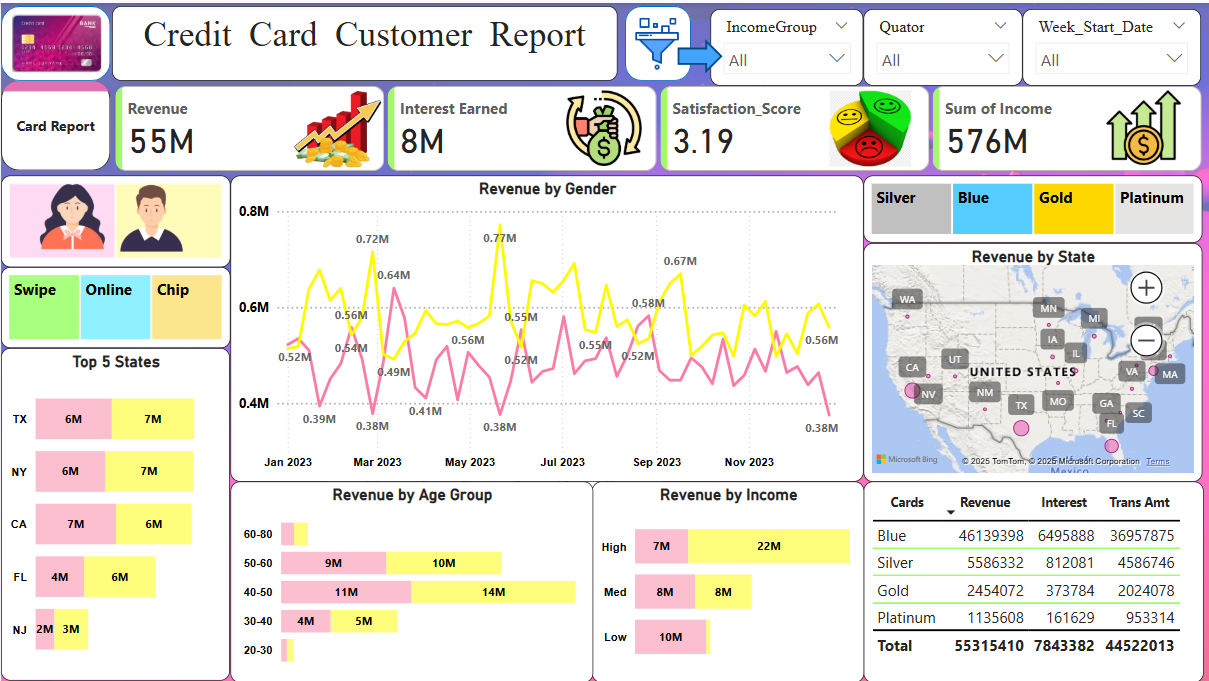 Credit Card Customer Report
IncomeGroup
All
Quator
All
Week_Start_Date
All
Card Report
Revenue
55M
Interest Earned
8M
Satisfaction_Score
3.19
Sum of Income
576M
Swipe Online Chip
Top 5 States
TX 6M 7M
NY 6M 7M
CA 7M 6M
FL 4M 6M
NJ 2M 3M
Revenue by Gender
0.8M
0.6M
0.4M
0.77M
0.72M
0.67M
0.64M
0.58M
0.56M
0.55M
0.54M
0.56M
0.55M
0.56M
0.52M
0.52M
0.52M
0.49M
0.41M
0.39M
0.38M
0.38M
0.38M
Jan 2023 Mar 2023 May 2023 Jul 2023 Sep 2023 Nov 2023
Revenue by Age Group
60-80
50-60 9M 10M
40-50 11M 14M
30-40 4M 5M
20-30
Revenue by Income
High 7M 22M
Med 8M 8M
Low 10M
Silver Blue Gold Platinum
Revenue by State
WA
MN
MI
IA
IL
UT
CA
UNITED STATES
VA
MA
NV
NM
MO
TX
GA
SC
FL
Microsoft Bing
© 2025 TomTom, © 2025 Microsoft Corporation Terms
Cards Revenue Interest Trans Amt
Blue 46139398 6495888 36957875
Silver 5586332 812081 4586746
Gold 2454072 373784 2024078
Platinum 1135608 161629 953314
Total 55315410 7843382 44522013